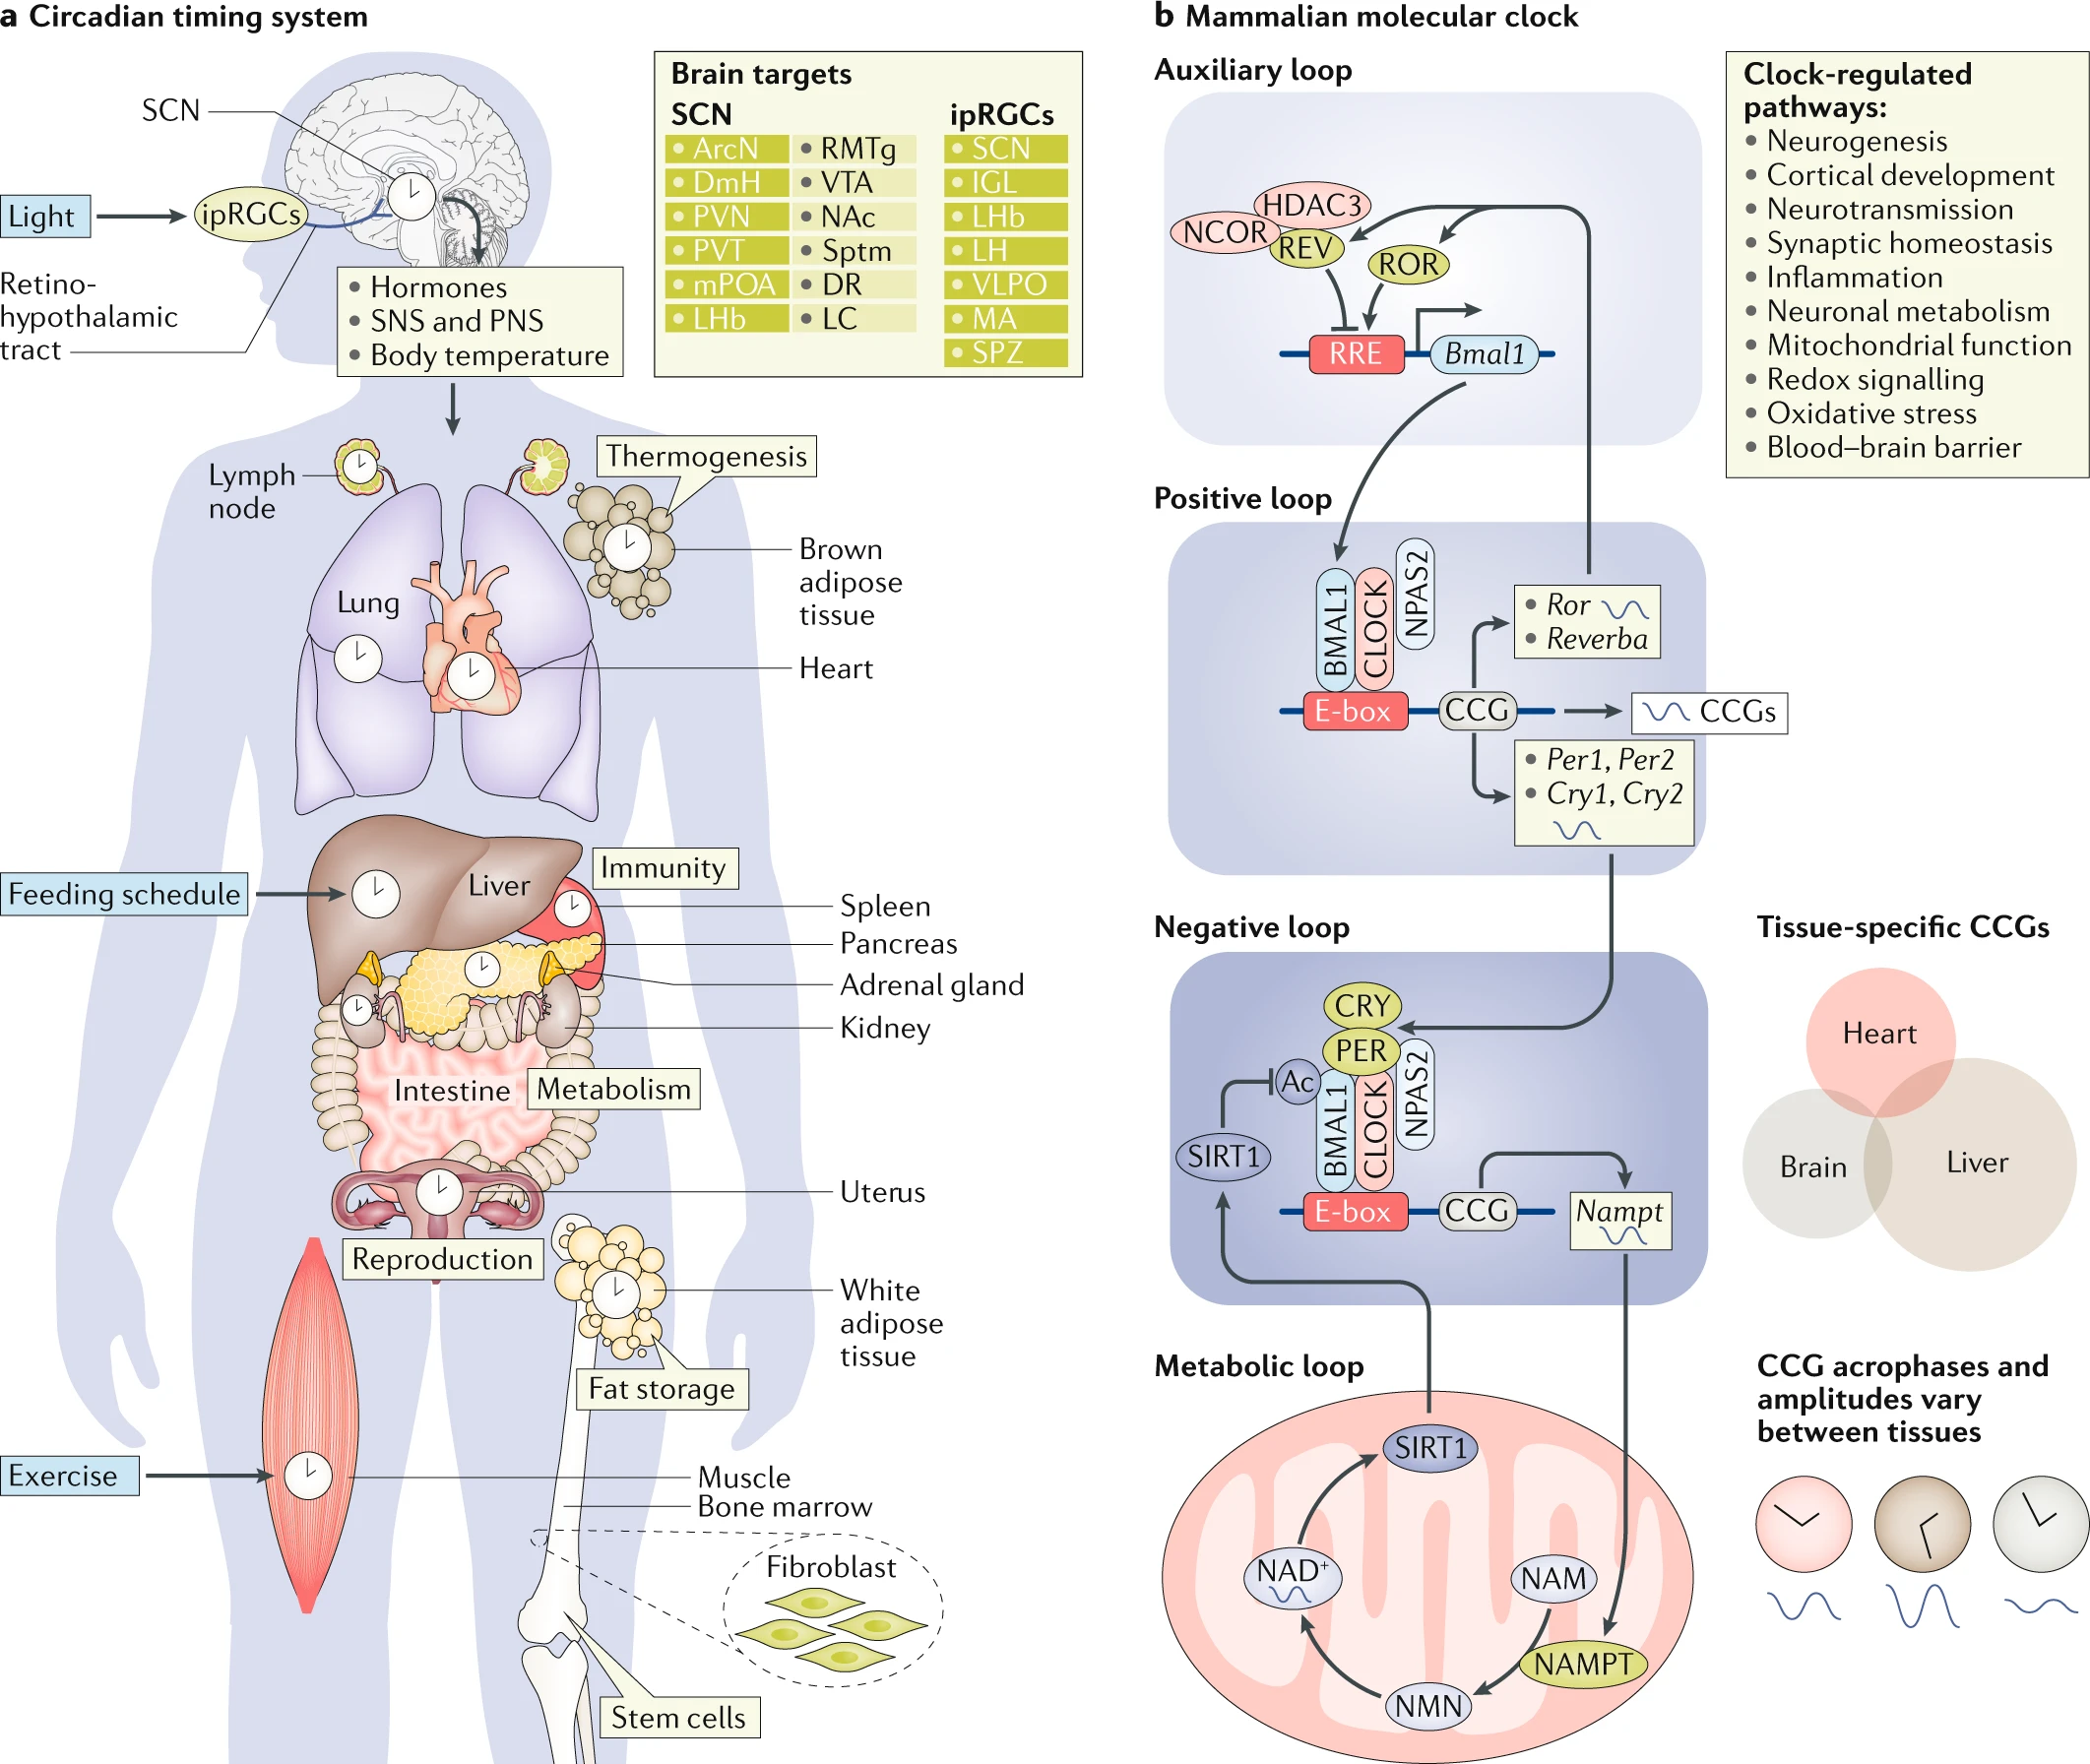 a Circadian timing system
SCN
Light
ipRGCs
Retino-
hypothalamic
tract
• Hormones
• SNS and PNS
• Body temperature
Brain targets
SCN
• ArcN
• DmH
• PVN
• PVT
• mPOA
• LHb
• RMTg
• VTA
• NAc
• Sptm
• DR
• LC
ipRGCs
• SCN
• IGL
• LHb
• LH
• VLPO
• MA
• SPZ
Lymph
node
Thermogenesis
Brown
adipose
tissue
Lung
Heart
Feeding schedule
Liver
Immunity
Spleen
Pancreas
Adrenal gland
Kidney
Intestine
Metabolism
Uterus
Reproduction
White
adipose
tissue
Fat storage
Exercise
Muscle
Bone marrow
Fibroblast
Stem cells
b Mammalian molecular clock
Auxiliary loop
HDAC3
NCOR
REV
ROR
RRE
Bmal1
Positive loop
BMAL1
CLOCK
NPAS2
• Ror
• Reverba
E-box
CCG
CCGs
• Per1, Per2
• Cry1, Cry2
Negative loop
CRY
PER
Ac
BMAL1
CLOCK
NPAS2
SIRT1
E-box
CCG
Nampt
Metabolic loop
SIRT1
NAD+
NAM
NAMPT
NMN
Clock-regulated
pathways:
• Neurogenesis
• Cortical development
• Neurotransmission
• Synaptic homeostasis
• Inflammation
• Neuronal metabolism
• Mitochondrial function
• Redox signalling
• Oxidative stress
• Blood–brain barrier
Tissue-specific CCGs
Heart
Brain
Liver
CCG acrophases and
amplitudes vary
between tissues